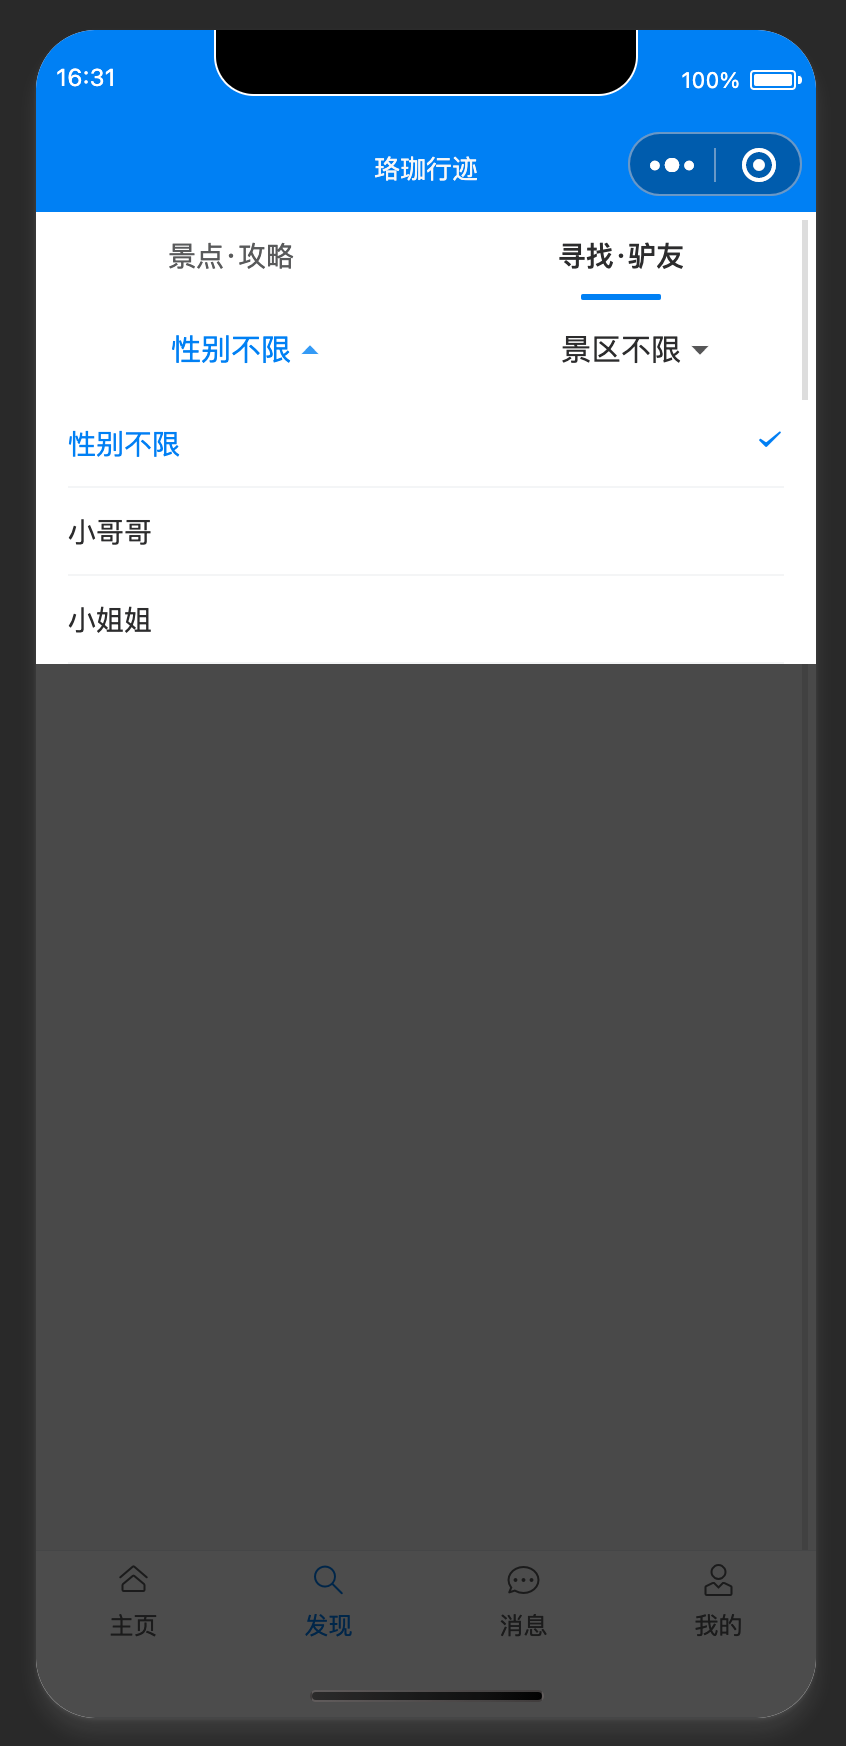 16:31
100%
珞珈行迹
景点·攻略
寻找·驴友
性别不限
景区不限
性别不限
小哥哥
小姐姐
主页
发现
消息
我的